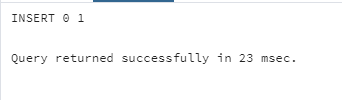 INSERT 0 1
Query returned successfully in 23 msec.